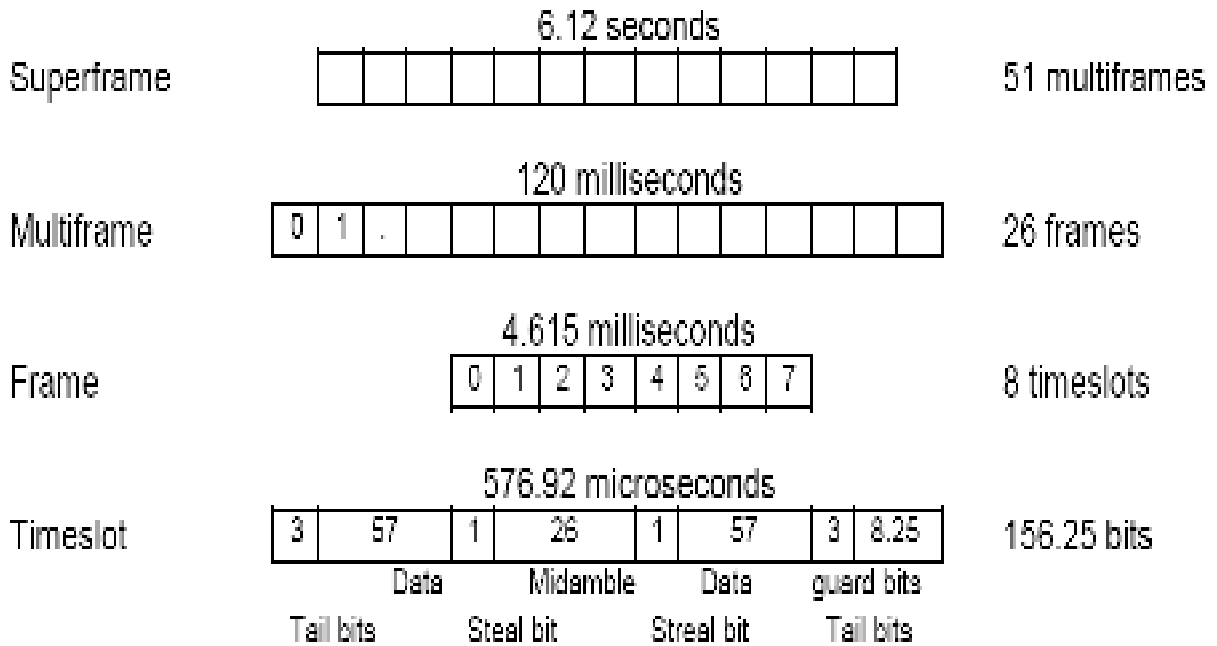 6.12 seconds
Superframe 51 multiframes
120 milliseconds
Multiframe 0 1 . 26 frames
4.615 milliseconds
Frame 0 1 2 3 4 5 6 7 8 timeslots
576.92 microseconds
Timeslot 3 57 1 26 1 57 3 8.25 156.25 bits
Data Midamble Data guard bits
Tail bits Steal bit Streal bit Tail bits